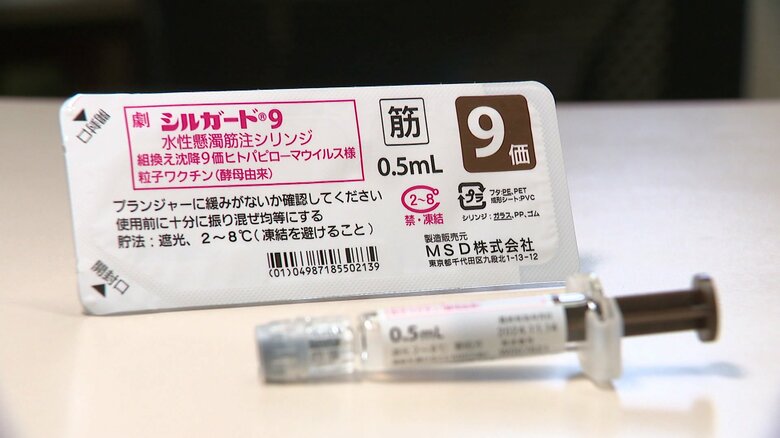 開封口
劇 シルガード®9
水性懸濁筋注シリンジ
組換え沈降9価ヒトパピローマウイルス様
粒子ワクチン(酵母由来)
筋
0.5mL
9
価
プランジャーに緩みがないか確認してください
使用前に十分に振り混ぜ均等にする
貯法:遮光、2~8℃(凍結を避けること)
2~8°
禁・凍結
プラ
フタ:PE,PET
成形シート:PVC
シリンジ:ガラス,PP,ゴム
製造販売元
MSD株式会社
東京都千代田区九段北1-13-12
(01)04987185502139
開封口
0.5mL